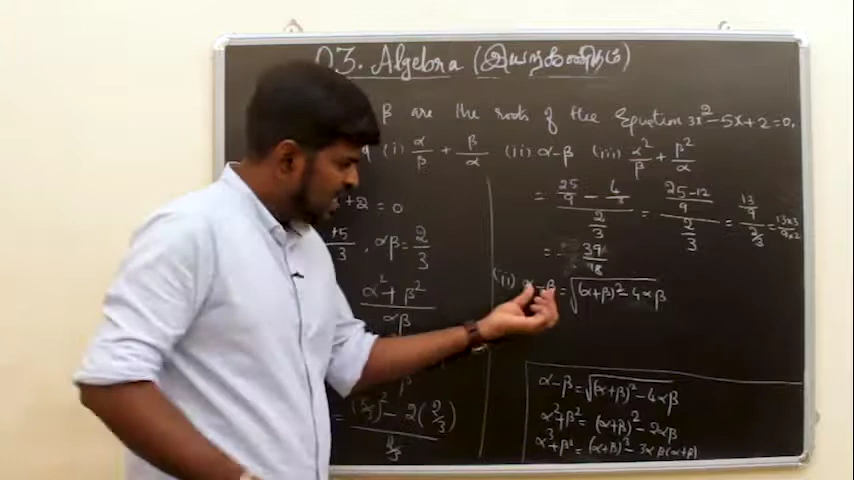 03. Algebra (இயற்கணிதம்)
β are the roots of the Equation 3x² - 5x + 2 = 0,
(i) α/β + β/α (ii) α-β (iii) α²/β + β²/α
+ 2 = 0
+5/3 , αβ = 2/3
α² + β² / αβ
- 2(2/3)
= 25/9 - 4/3 / 2/3 = 25-12/9 / 2/3 = 13/9 / 2/3 = 13×3/9×2
= 39/18
(ii) α-β = √(α+β)² - 4αβ
α-β = √(α+β)² - 4αβ
α²+β² = (α+β)² - 2αβ
α³+β³ = (α+β)³ - 3αβ(α+β)